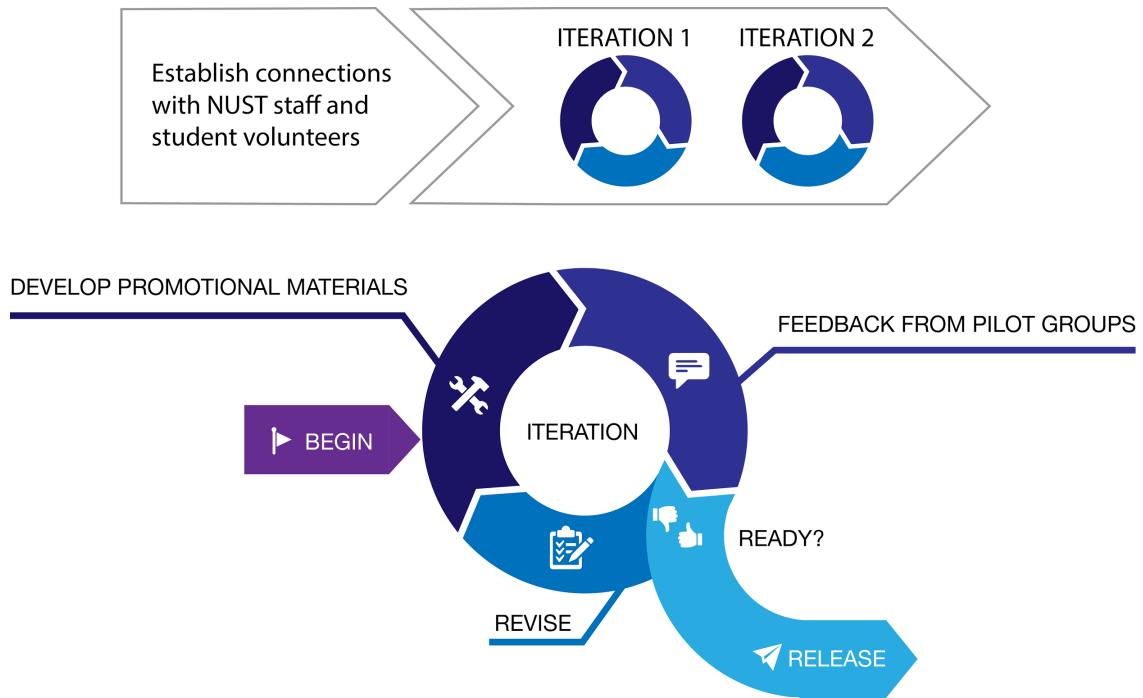 Establish connections
with NUST staff and
student volunteers
ITERATION 1
ITERATION 2
DEVELOP PROMOTIONAL MATERIALS
FEEDBACK FROM PILOT GROUPS
BEGIN
ITERATION
READY?
REVISE
RELEASE